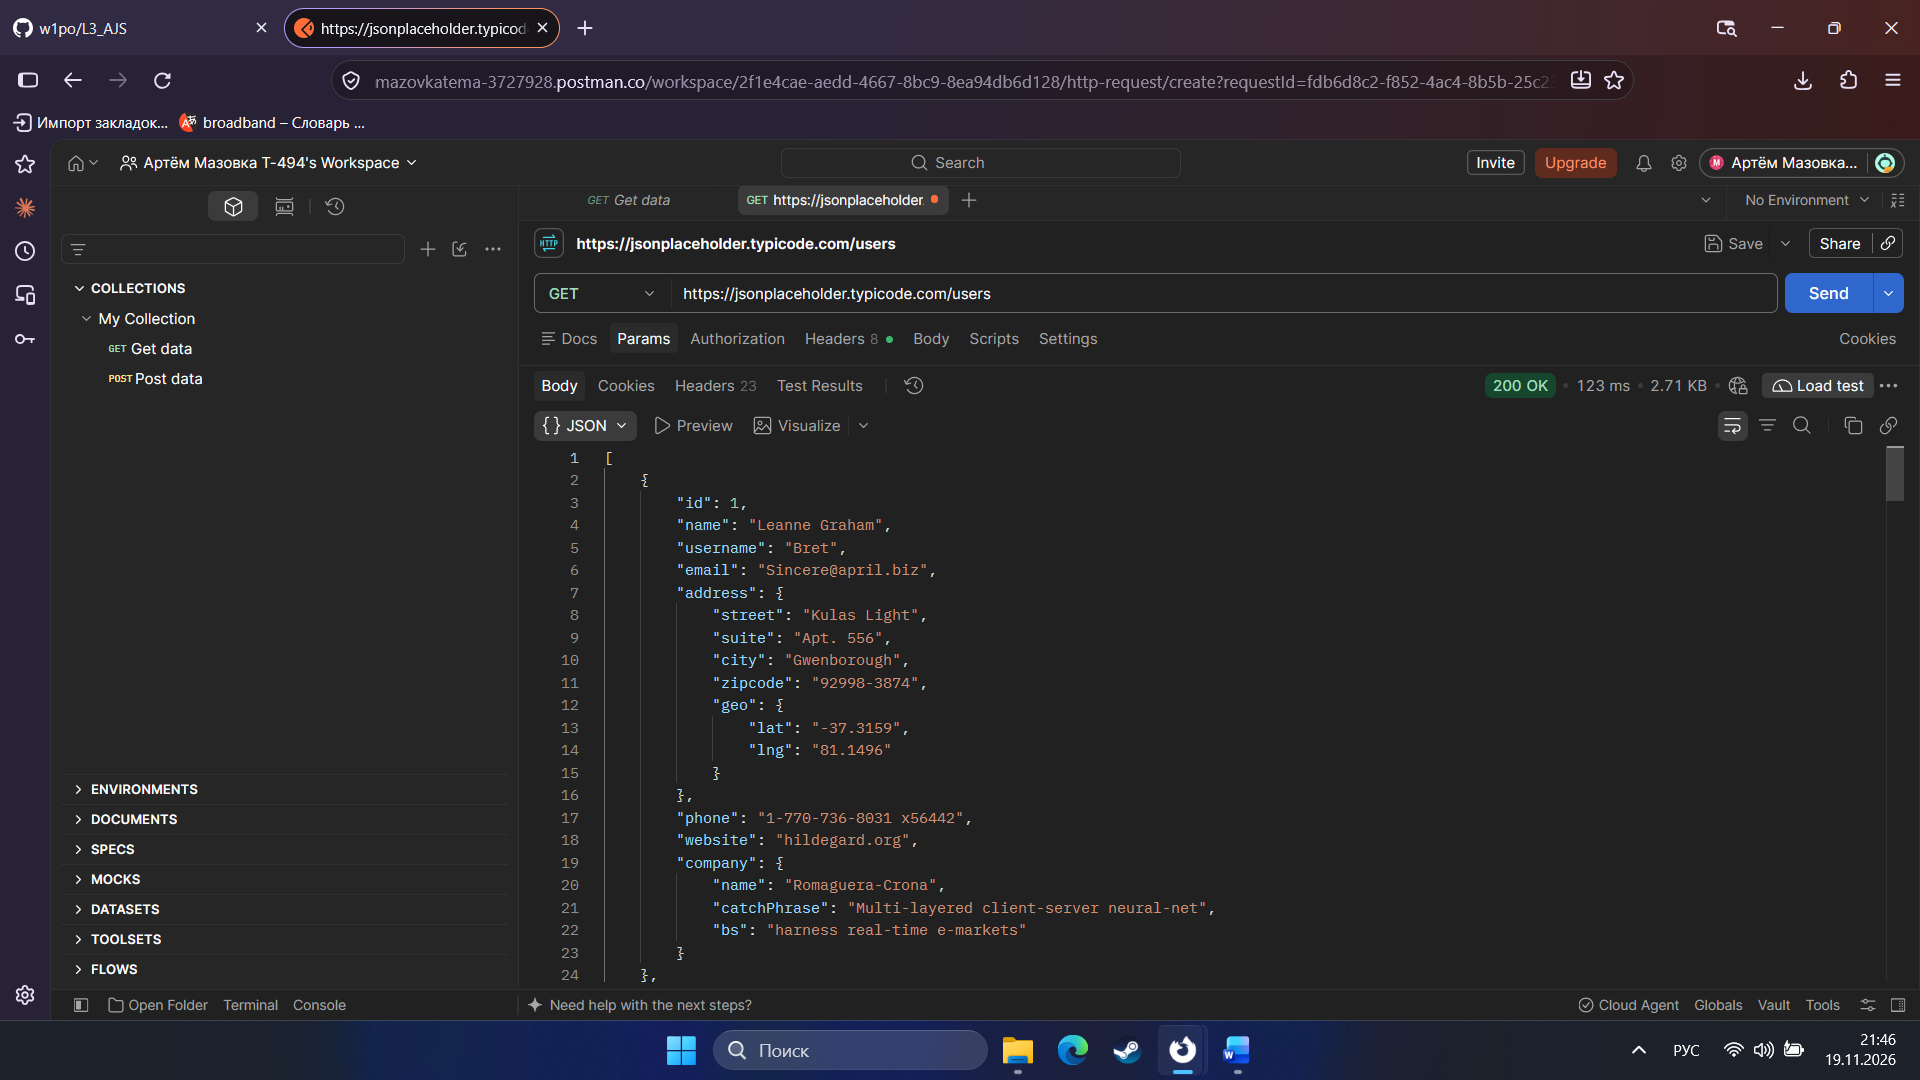 w1po/L3_AJS
https://jsonplaceholder.typicod
mazovkatema-3727928.postman.co/workspace/2f1e4cae-aedd-4667-8bc9-8ea94db6d128/http-request/create?requestId=fdb6d8c2-f852-4ac4-8b5b-25c2
Импорт закладок...
broadband – Словарь ...
Артём Мазовка Т-494's Workspace
Search
Invite
Upgrade
M
Артём Мазовка...
GET Get data
GET https://jsonplaceholder.
No Environment
HTTP
https://jsonplaceholder.typicode.com/users
Save
Share
COLLECTIONS
My Collection
GET Get data
POST Post data
GET
https://jsonplaceholder.typicode.com/users
Send
Docs
Params
Authorization
Headers 8
Body
Scripts
Settings
Cookies
Body
Cookies
Headers 23
Test Results
200 OK
123 ms
2.71 KB
Load test
{} JSON
Preview
Visualize
1 [
2 {
3 "id": 1,
4 "name": "Leanne Graham",
5 "username": "Bret",
6 "email": "Sincere@april.biz",
7 "address": {
8 "street": "Kulas Light",
9 "suite": "Apt. 556",
10 "city": "Gwenborough",
11 "zipcode": "92998-3874",
12 "geo": {
13 "lat": "-37.3159",
14 "lng": "81.1496"
15 }
16 },
17 "phone": "1-770-736-8031 x56442",
18 "website": "hildegard.org",
19 "company": {
20 "name": "Romaguera-Crona",
21 "catchPhrase": "Multi-layered client-server neural-net",
22 "bs": "harness real-time e-markets"
23 }
24 },
ENVIRONMENTS
DOCUMENTS
SPECS
MOCKS
DATASETS
TOOLSETS
FLOWS
Open Folder
Terminal
Console
Need help with the next steps?
Cloud Agent
Globals
Vault
Tools
Поиск
W
РУС
21:46
19.11.2026